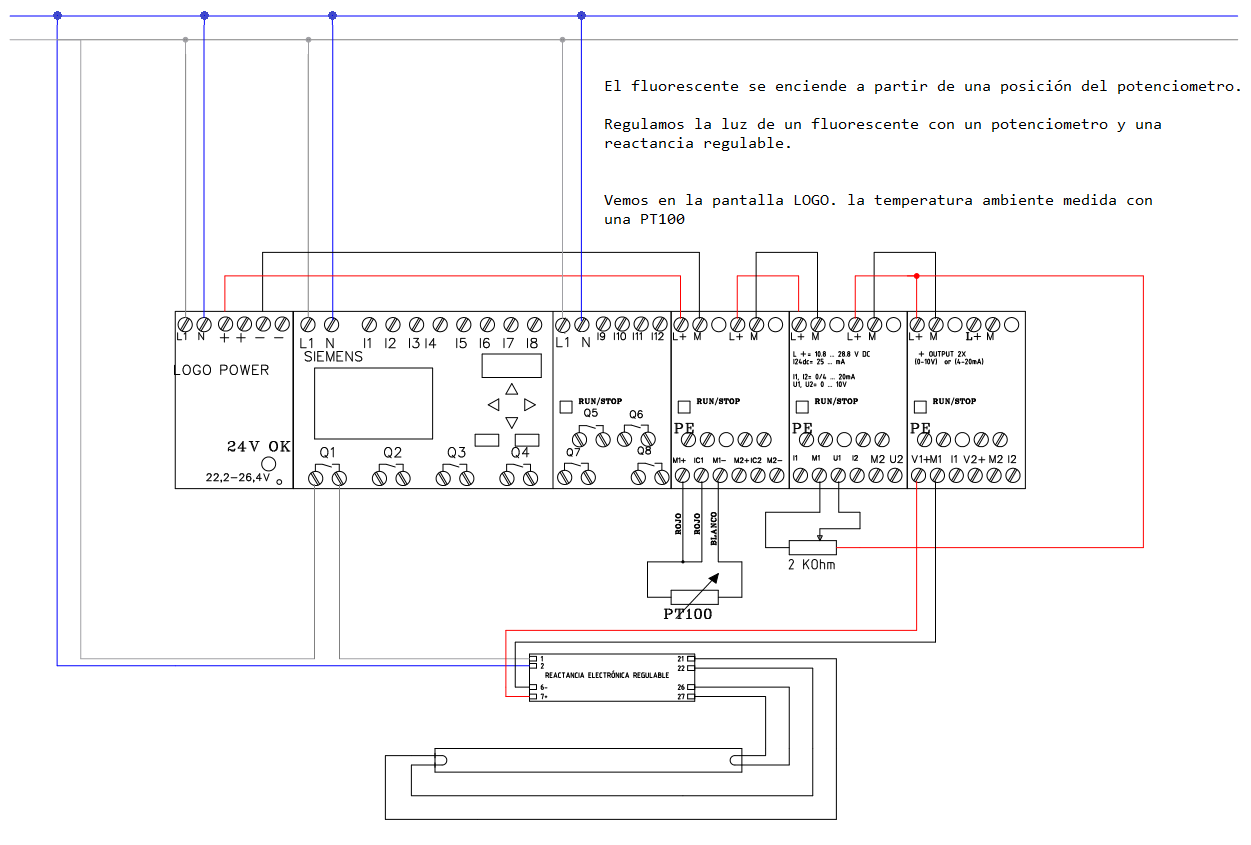 El fluorescente se enciende a partir de una posición del potenciometro.
Regulamos la luz de un fluorescente con un potenciometro y una
reactancia regulable.
Vemos en la pantalla LOGO. la temperatura ambiente medida con
una PT100
L1 N + + - -
L1 N I1 I2 I3 I4 I5 I6 I7 I8
L1 N I9 I10 I11 I12
L+ M L+ M
L+ M L+ M
L+ M L+ M
SIEMENS
LOGO POWER
24V OK
22,2-26,4V
Q1 Q2 Q3 Q4
RUN/STOP
Q5 Q6
Q7 Q8
RUN/STOP
PE
M1+ IC1 M1- M2+ IC2 M2-
L + = 10.8 ... 28.8 V DC
I24dc= 25 ... mA
I1, I2= 0/4 ... 20mA
U1, U2= 0 ... 10V
RUN/STOP
PE
I1 M1 U1 I2 M2 U2
+ OUTPUT 2X
(0-10V) or (4-20mA)
RUN/STOP
PE
V1+ M1 I1 V2+ M2 I2
ROJO
ROJO
BLANCO
PT100
2 KOhm
1
2
6-
7+
REACTANCIA ELECTRÓNICA REGULABLE
21
22
26
27